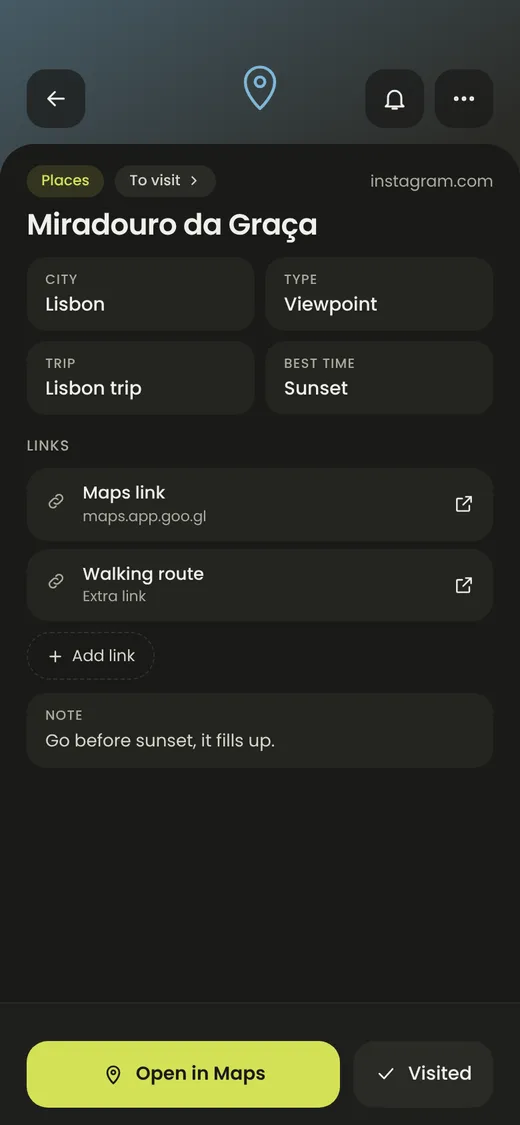 Places
To visit
instagram.com
Miradouro da Graça
CITY
Lisbon
TYPE
Viewpoint
TRIP
Lisbon trip
BEST TIME
Sunset
LINKS
Maps link
maps.app.goo.gl
Walking route
Extra link
Add link
NOTE
Go before sunset, it fills up.
Open in Maps
Visited